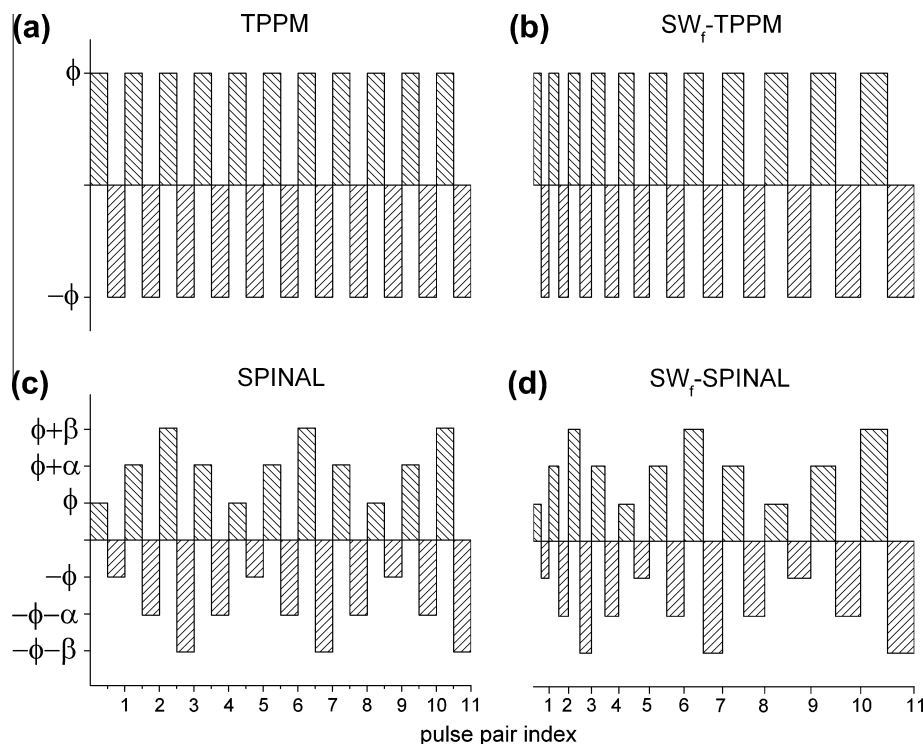 (a) TPPM
(b) SWf-TPPM
ϕ
−ϕ
(c) SPINAL
(d) SWf-SPINAL
ϕ+β
ϕ+α
ϕ
−ϕ
−ϕ−α
−ϕ−β
1 2 3 4 5 6 7 8 9 10 11
1 2 3 4 5 6 7 8 9 10 11
pulse pair index